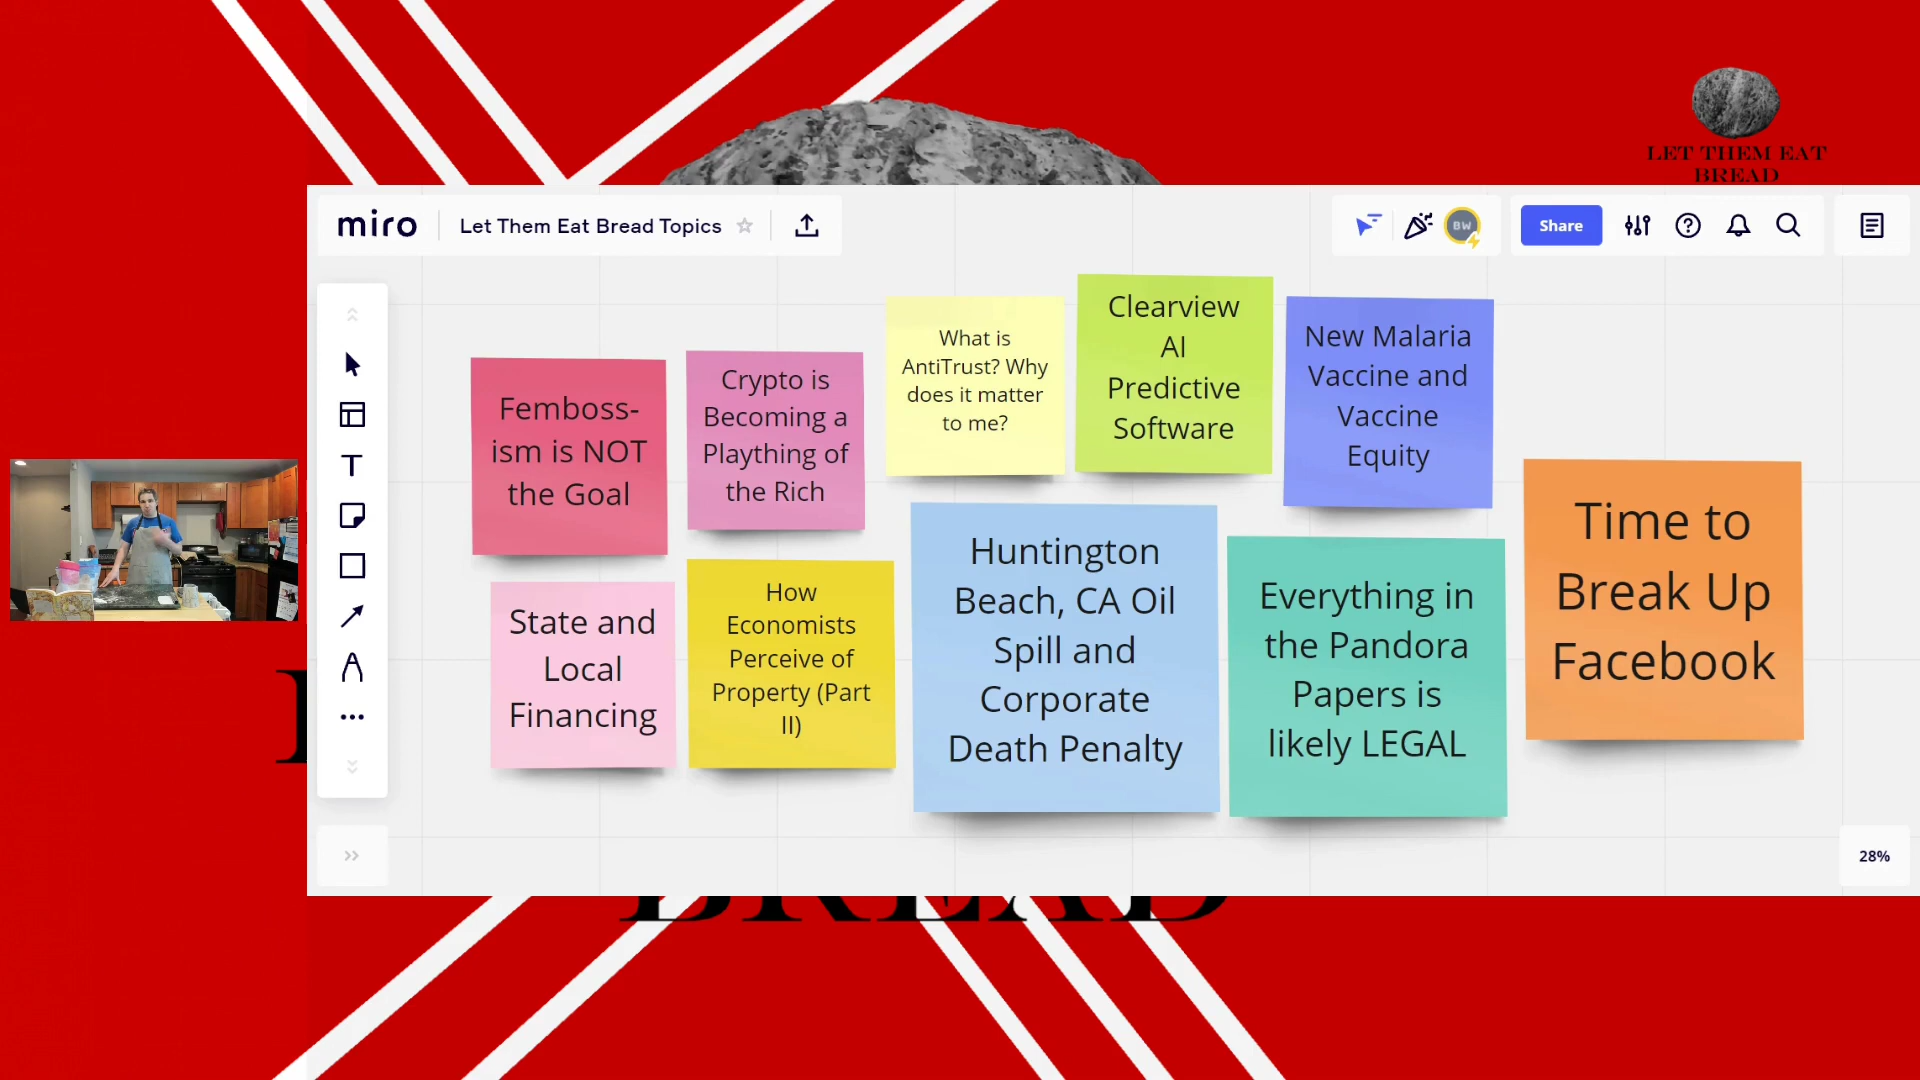 LET THEM EAT
BREAD
miro
Let Them Eat Bread Topics
BW
Share
Femboss-
ism is NOT
the Goal
Crypto is
Becoming a
Plaything of
the Rich
What is
AntiTrust? Why
does it matter
to me?
Clearview
AI
Predictive
Software
New Malaria
Vaccine and
Vaccine
Equity
State and
Local
Financing
How
Economists
Perceive of
Property (Part
II)
Huntington
Beach, CA Oil
Spill and
Corporate
Death Penalty
Everything in
the Pandora
Papers is
likely LEGAL
Time to
Break Up
Facebook
28%
BREAD